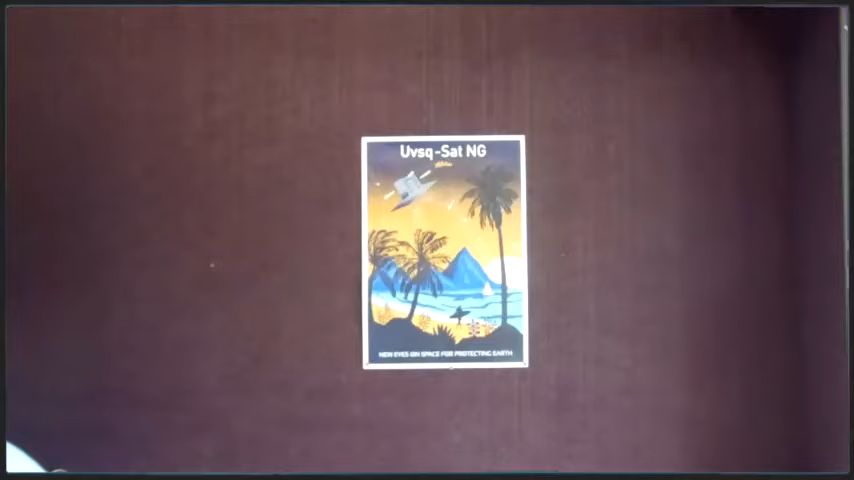 Uvsq-Sat NG
NEW EYES ON SPACE FOR PROTECTING EARTH